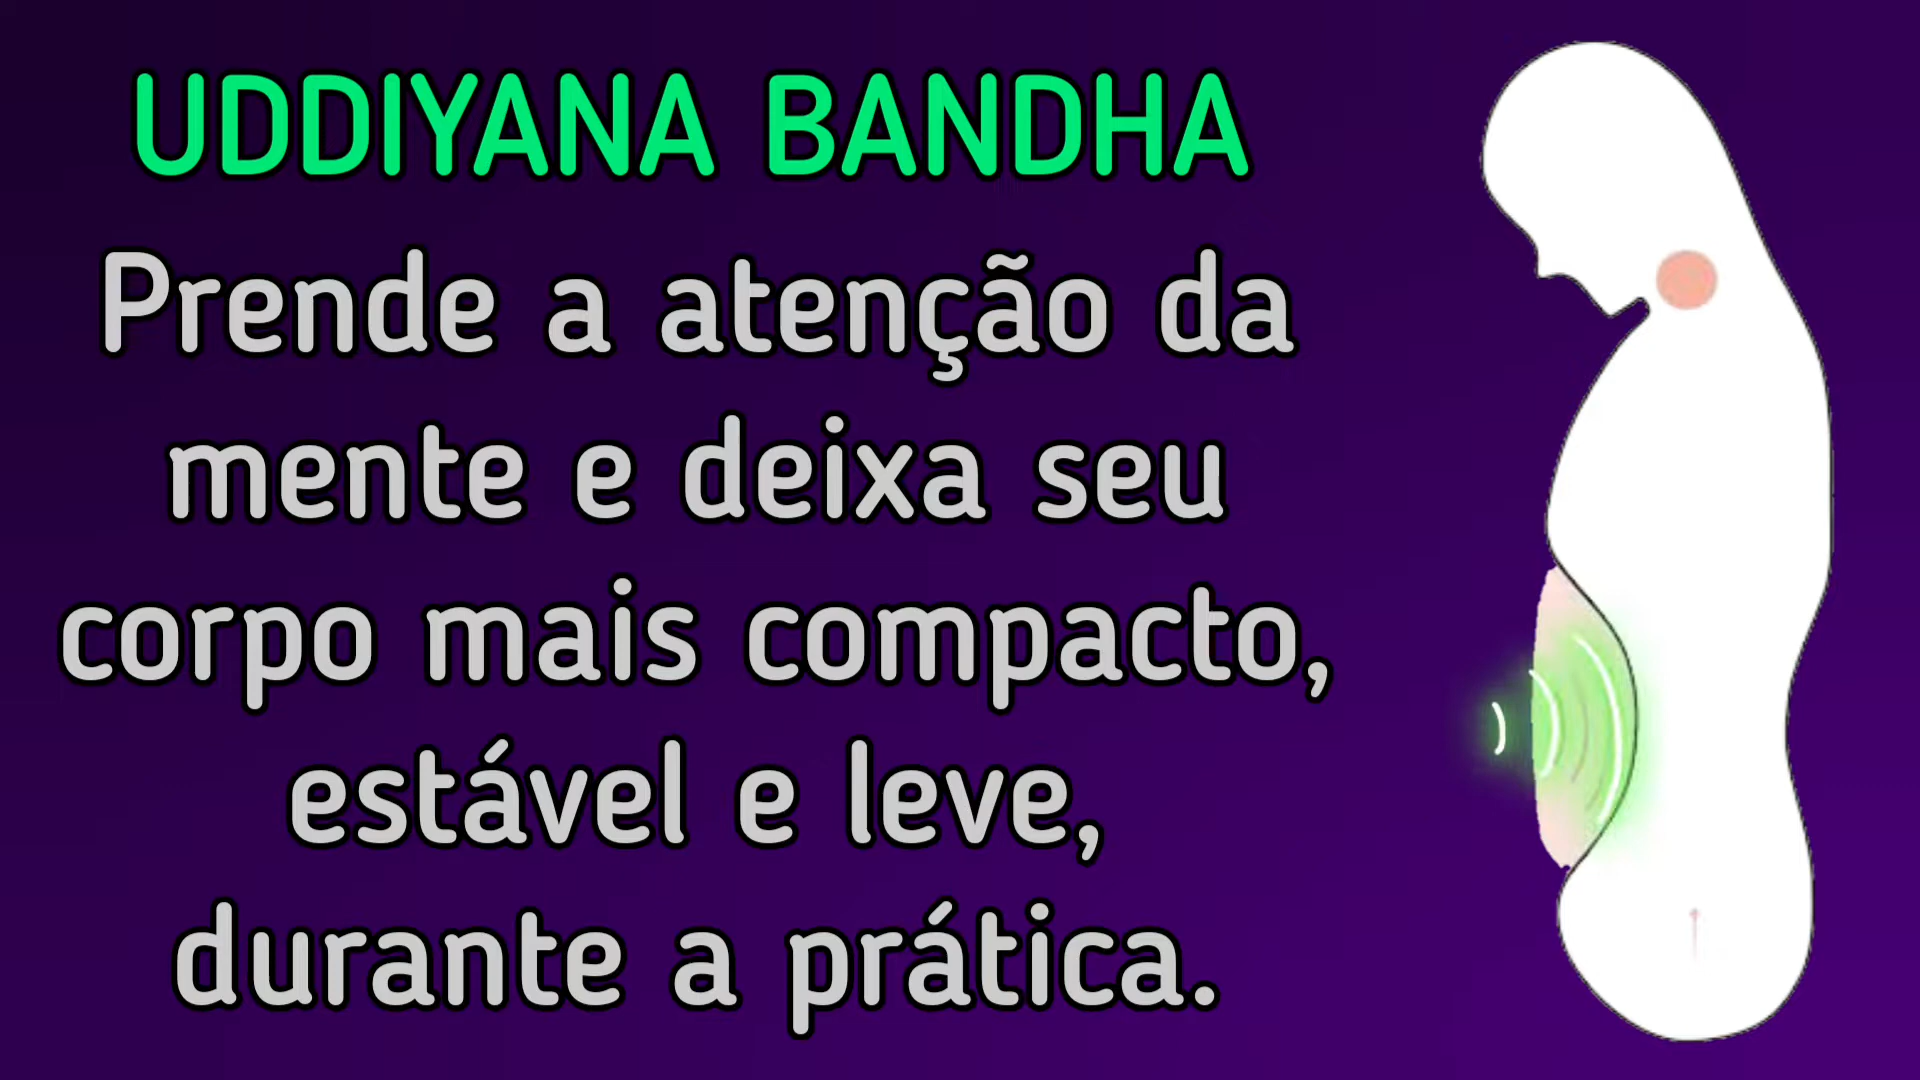 UDDIYANA BANDHA
Prende a atenção da
mente e deixa seu
corpo mais compacto,
estável e leve,
durante a prática.